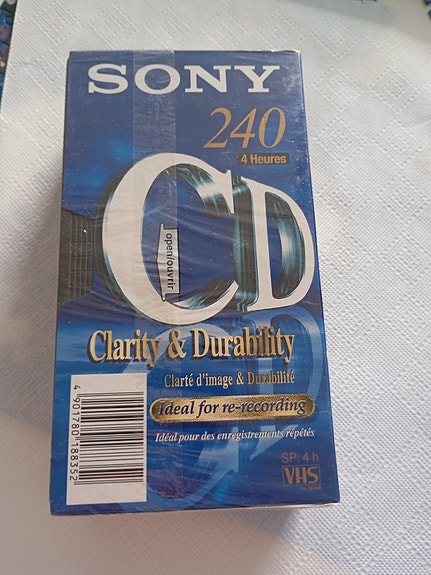 SONY
240
4 Heures
CD
open/ouvrir
Clarity & Durability
Clarté d'image & Durabilité
Ideal for re-recording
Idéal pour des enregistrements répétés
SP: 4 h
VHS
4 901780 188352